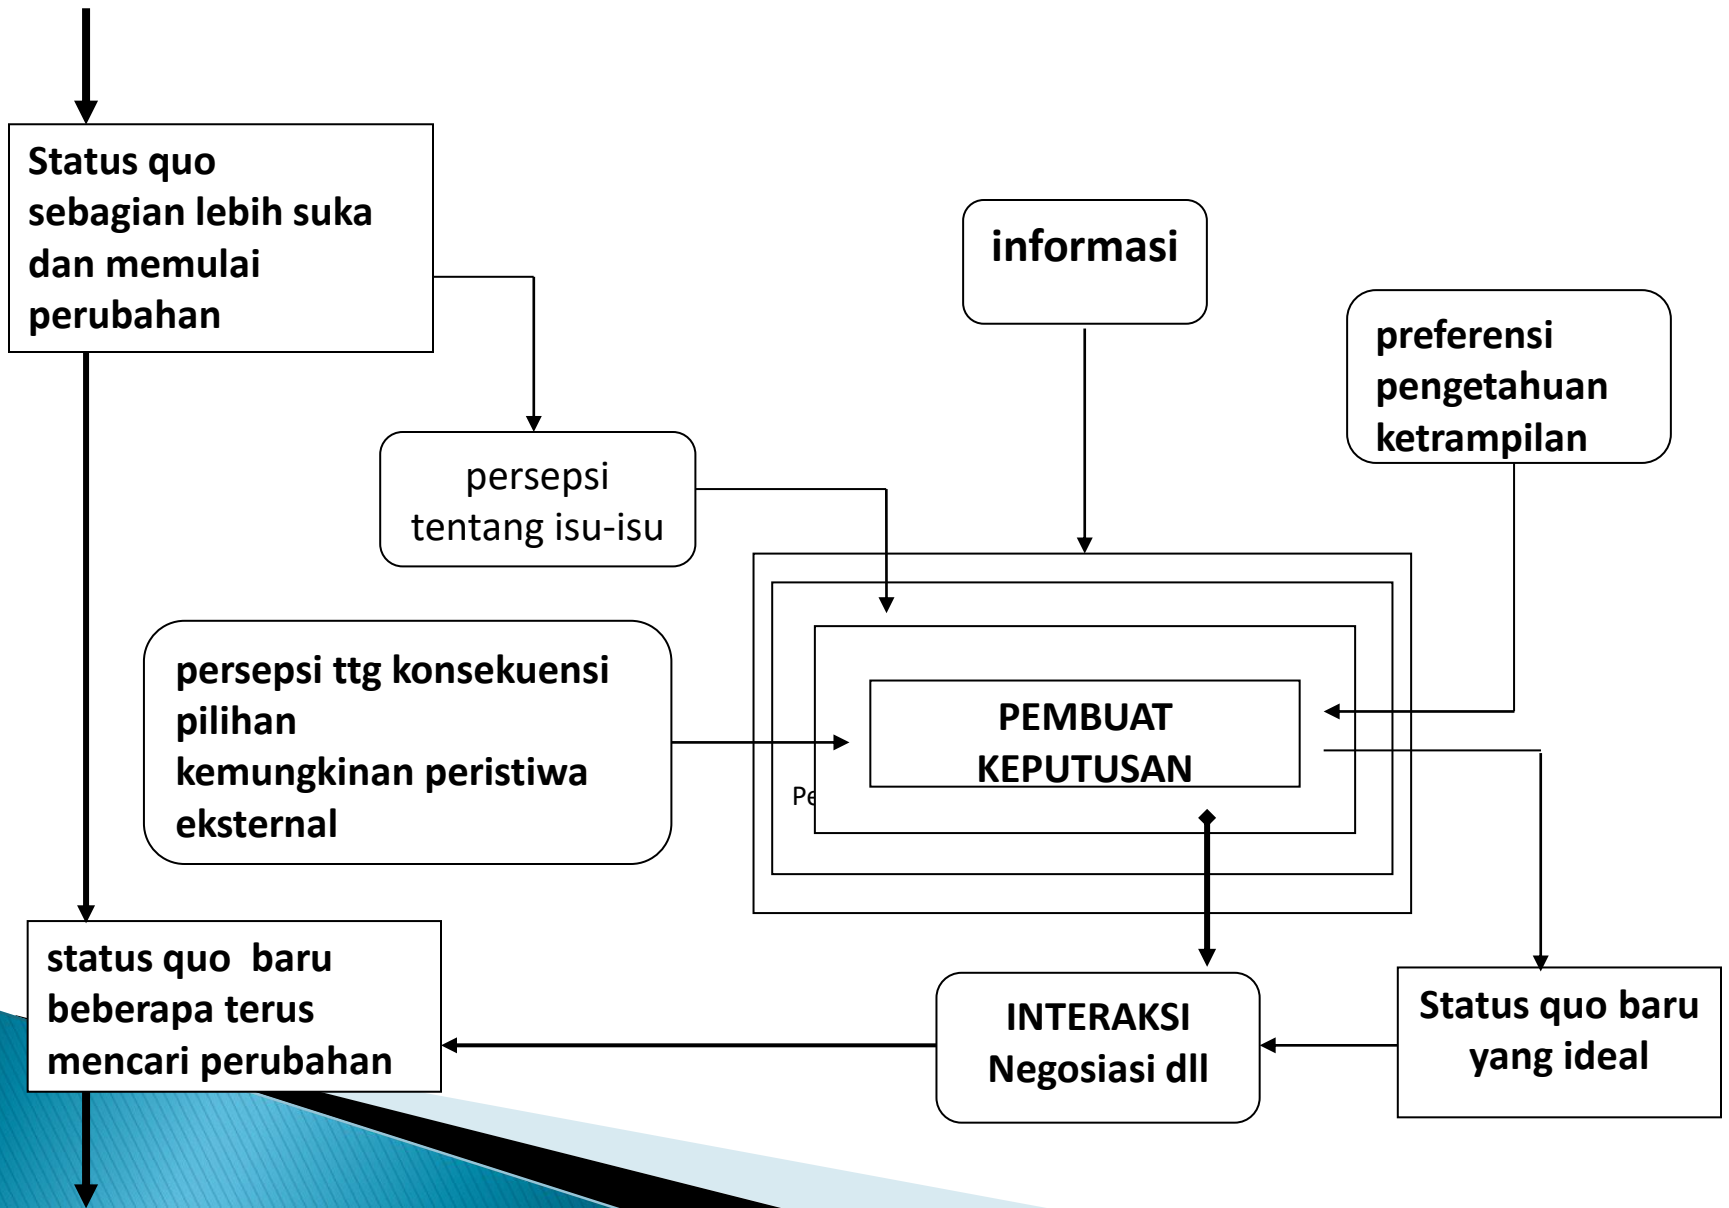 Status quo
sebagian lebih suka
dan memulai
perubahan
informasi
preferensi
pengetahuan
ketrampilan
persepsi
tentang isu-isu
persepsi ttg konsekuensi
pilihan
kemungkinan peristiwa
eksternal
PEMBUAT
KEPUTUSAN
status quo  baru
beberapa terus
mencari perubahan
INTERAKSI
Negosiasi dll
Status quo baru
yang ideal